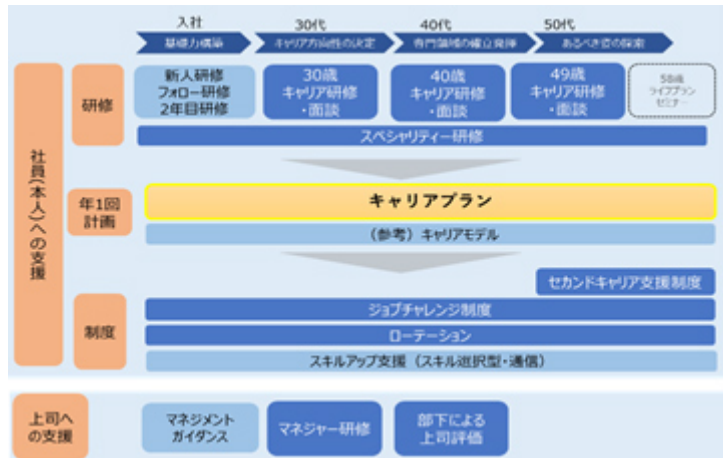 入社
30代
40代
50代
基礎力構築
キャリア方向性の決定
専門領域の確立発揮
あるべき姿の探索
社員(本人)への支援
研修
新人研修
フォロー研修
2年目研修
30歳
キャリア研修
・面談
40歳
キャリア研修
・面談
49歳
キャリア研修
・面談
58歳
ライフプラン
セミナー
スペシャリティー研修
年1回
計画
キャリアプラン
(参考) キャリアモデル
制度
セカンドキャリア支援制度
ジョブチャレンジ制度
ローテーション
スキルアップ支援 (スキル選択型・通信)
上司へ
の支援
マネジメント
ガイダンス
マネジャー研修
部下による
上司評価